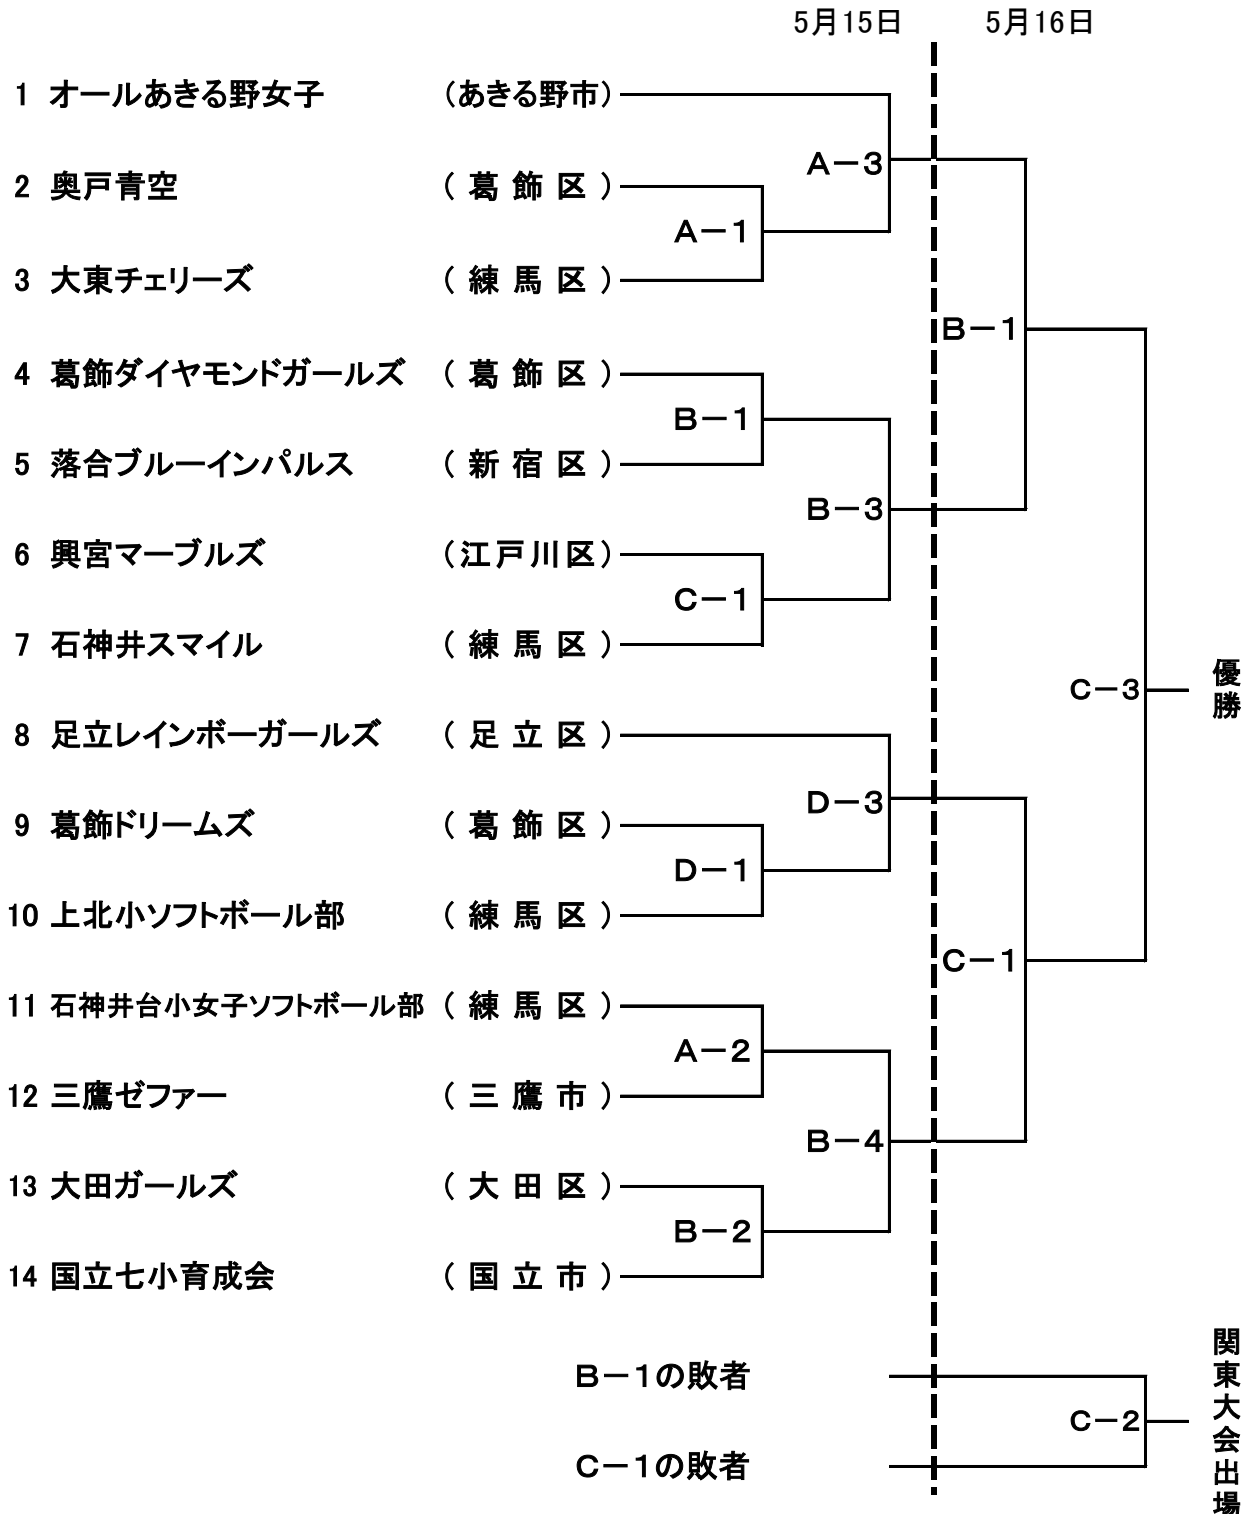 5月15日 5月16日
1 オールあきる野女子 （あきる野市）
A－3
2 奥戸青空 （葛飾区）
A－1
3 大東チェリーズ （練馬区）
B－1
4 葛飾ダイヤモンドガールズ （葛飾区）
B－1
5 落合ブルーインパルス （新宿区）
B－3
6 興宮マーブルズ （江戸川区）
C－1
7 石神井スマイル （練馬区）
C－3 優勝
8 足立レインボーガールズ （足立区）
D－3
9 葛飾ドリームズ （葛飾区）
D－1
10 上北小ソフトボール部 （練馬区）
C－1
11 石神井台小女子ソフトボール部 （練馬区）
A－2
12 三鷹ゼファー （三鷹市）
B－4
13 大田ガールズ （大田区）
B－2
14 国立七小育成会 （国立市）
B－1の敗者
C－2 関東大会出場
C－1の敗者